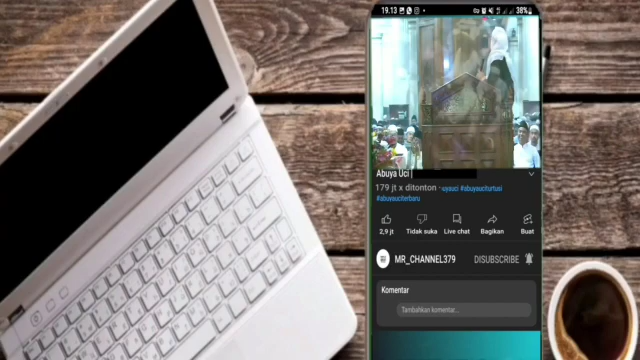 19.13
38%
Abuya Uci |
179 jt x ditonton · uyauci #abuyauciturtusi
#abuyauciterbaru
2,9 jt Tidak suka Live chat Bagikan Buat
MR_CHANNEL379 DISUBSCRIBE
Komentar
Tambahkan komentar...